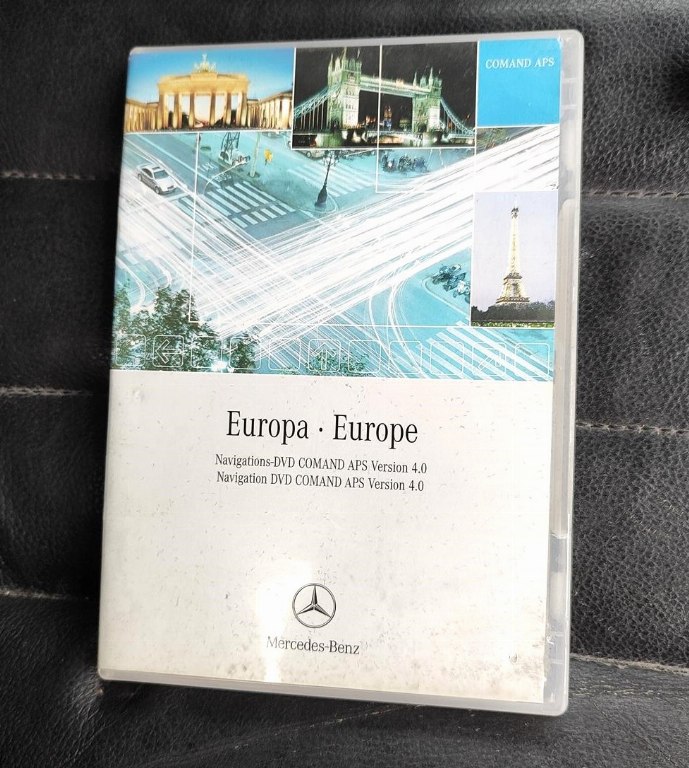 COMAND APS
Europa · Europe
Navigations-DVD COMAND APS Version 4.0
Navigation DVD COMAND APS Version 4.0
Mercedes-Benz